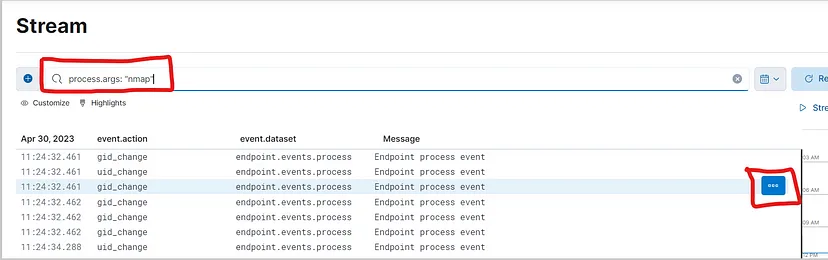 Stream
process.args: "nmap"
Re
Customize Highlights
Stre
Apr 30, 2023 event.action event.dataset Message
11:24:32.461 gid_change endpoint.events.process Endpoint process event
03 AM
11:24:32.461 uid_change endpoint.events.process Endpoint process event
11:24:32.461 gid_change endpoint.events.process Endpoint process event
06 AM
11:24:32.462 gid_change endpoint.events.process Endpoint process event
11:24:32.462 gid_change endpoint.events.process Endpoint process event
09 AM
11:24:32.462 gid_change endpoint.events.process Endpoint process event
11:24:34.288 uid_change endpoint.events.process Endpoint process event
2 PM